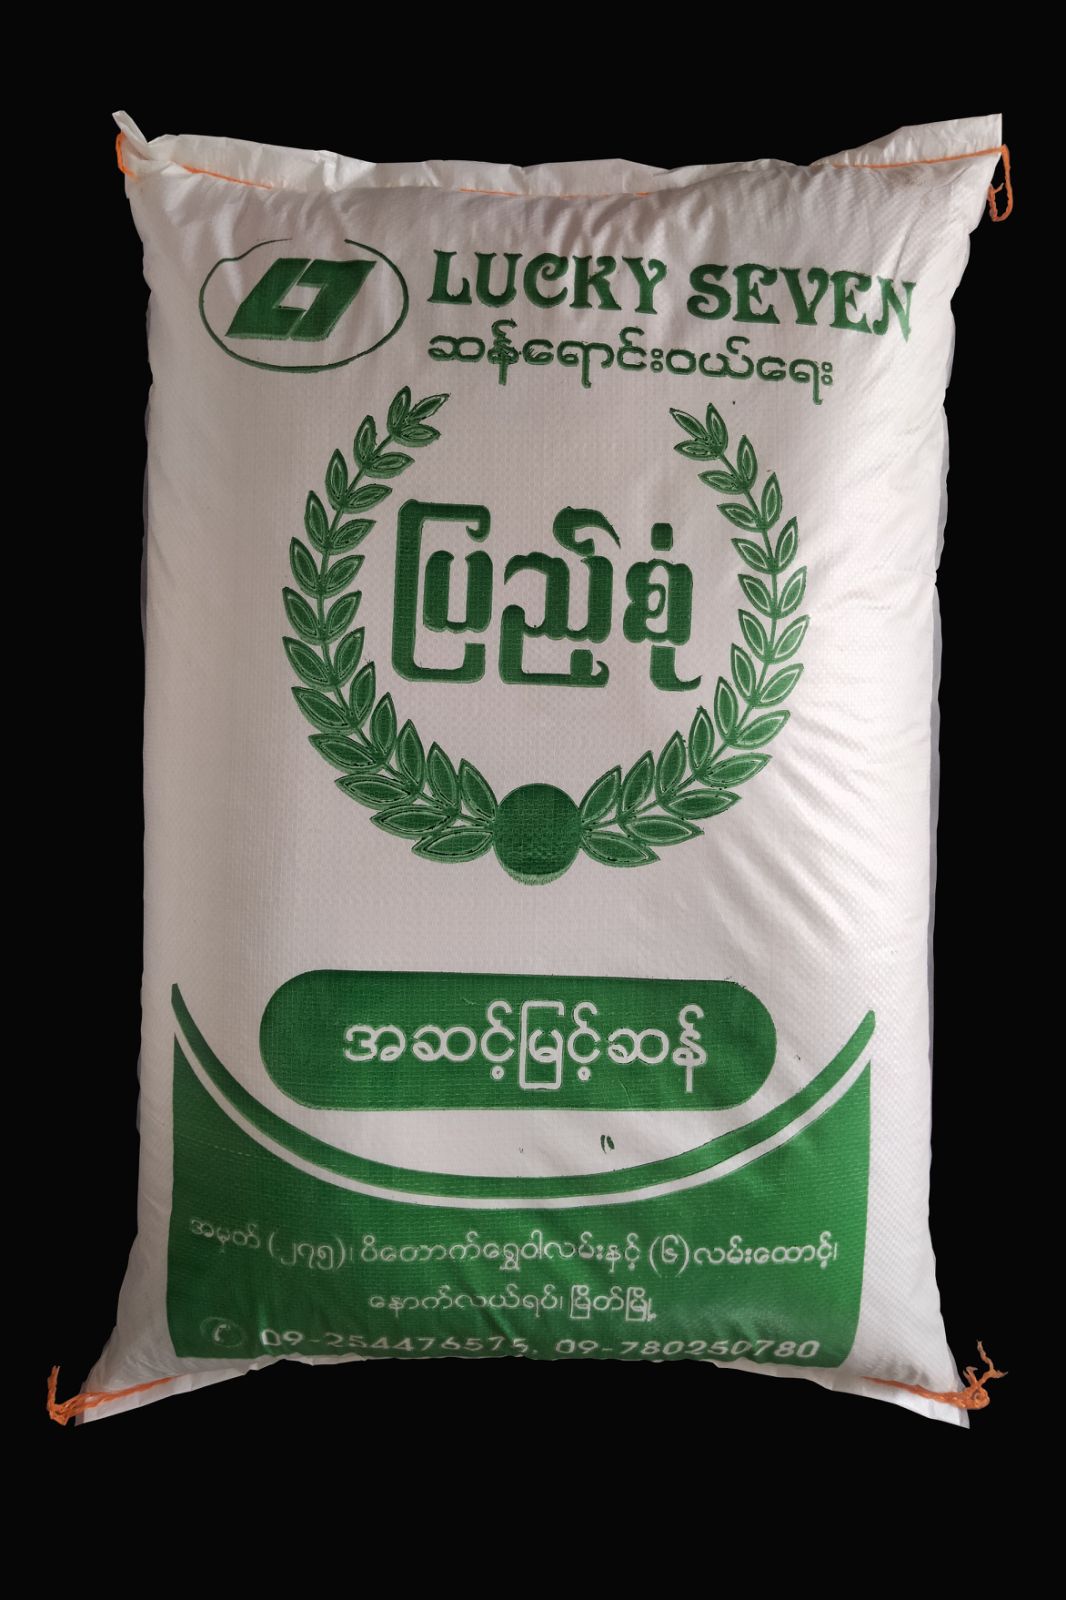 LUCKY SEVEN
ဆန်ရောင်းဝယ်ရေး
ပြည့်စုံ
အဆင့်မြင့်ဆန်
အမှတ် (၂၇၅)၊ ပိတောက်ရွှေဝါလမ်းနှင့် (၆)လမ်းထောင့်၊
နောက်လယ်ရပ်၊ မြိတ်မြို့
09-254476575, 09-780250780